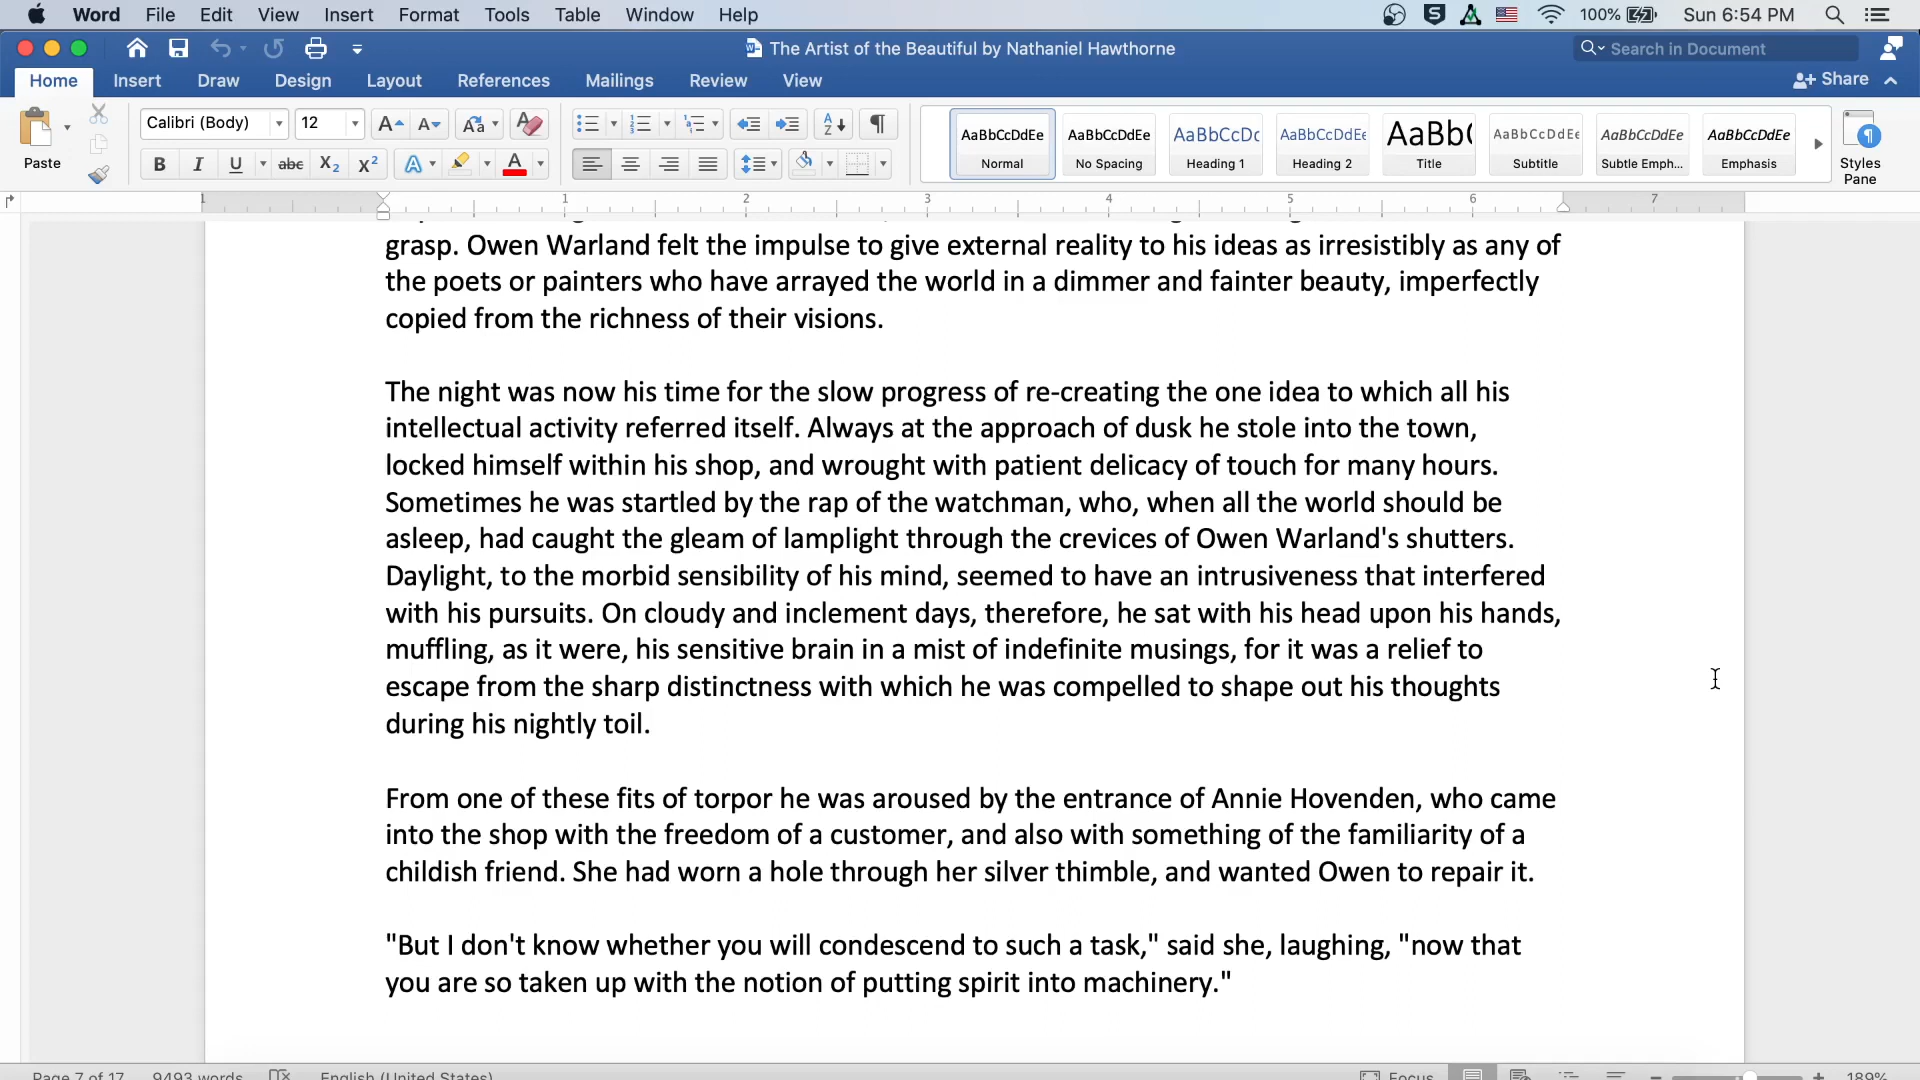 Word File Edit View Insert Format Tools Table Window Help 100% Sun 6:54 PM
The Artist of the Beautiful by Nathaniel Hawthorne Search in Document
Home Insert Draw Design Layout References Mailings Review View Share
Paste Calibri (Body) 12
AaBbCcDdEe AaBbCcDdEe AaBbCcDc AaBbCcDdEe AaBb( AaBbCcDdEe AaBbCcDdEe AaBbCcDdEe
Normal No Spacing Heading 1 Heading 2 Title Subtitle Subtle Emph... Emphasis
Styles
Pane
1 1 2 3 4 5 6 7
grasp. Owen Warland felt the impulse to give external reality to his ideas as irresistibly as any of
the poets or painters who have arrayed the world in a dimmer and fainter beauty, imperfectly
copied from the richness of their visions.
The night was now his time for the slow progress of re-creating the one idea to which all his
intellectual activity referred itself. Always at the approach of dusk he stole into the town,
locked himself within his shop, and wrought with patient delicacy of touch for many hours.
Sometimes he was startled by the rap of the watchman, who, when all the world should be
asleep, had caught the gleam of lamplight through the crevices of Owen Warland's shutters.
Daylight, to the morbid sensibility of his mind, seemed to have an intrusiveness that interfered
with his pursuits. On cloudy and inclement days, therefore, he sat with his head upon his hands,
muffling, as it were, his sensitive brain in a mist of indefinite musings, for it was a relief to
escape from the sharp distinctness with which he was compelled to shape out his thoughts
during his nightly toil.
From one of these fits of torpor he was aroused by the entrance of Annie Hovenden, who came
into the shop with the freedom of a customer, and also with something of the familiarity of a
childish friend. She had worn a hole through her silver thimble, and wanted Owen to repair it.
"But I don't know whether you will condescend to such a task," said she, laughing, "now that
you are so taken up with the notion of putting spirit into machinery."
Page 7 of 17 9493 words English (United States) Focus 189%